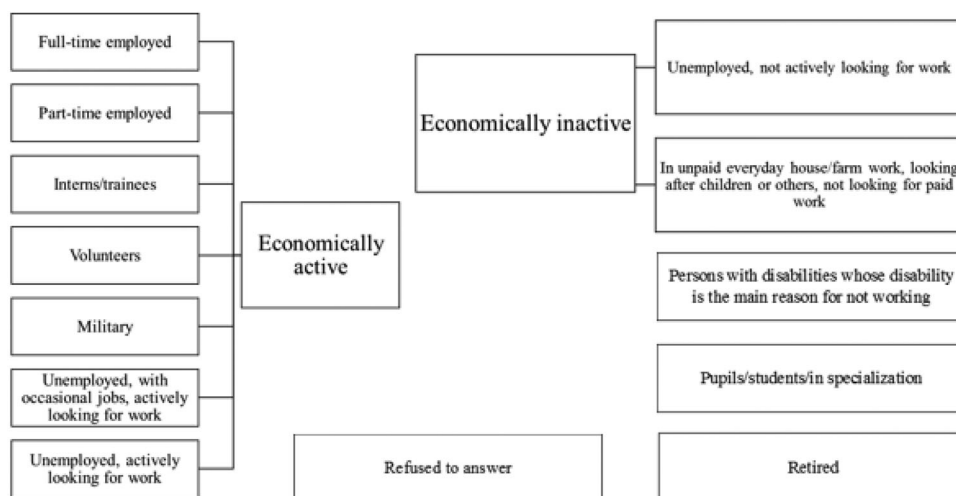 Full-time employed
Part-time employed
Interns/trainees
Volunteers
Military
Unemployed, with
occasional jobs, actively
looking for work
Unemployed, actively
looking for work
Economically
active
Economically inactive
Unemployed, not actively looking for work
In unpaid everyday house/farm work, looking
after children or others, not looking for paid
work
Persons with disabilities whose disability
is the main reason for not working
Pupils/students/in specialization
Refused to answer
Retired